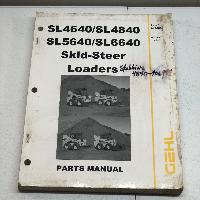 SL4640/SL4840
SL5640/SL6640
Skid-Steer
Loaders
PARTS MANUAL
GEHL